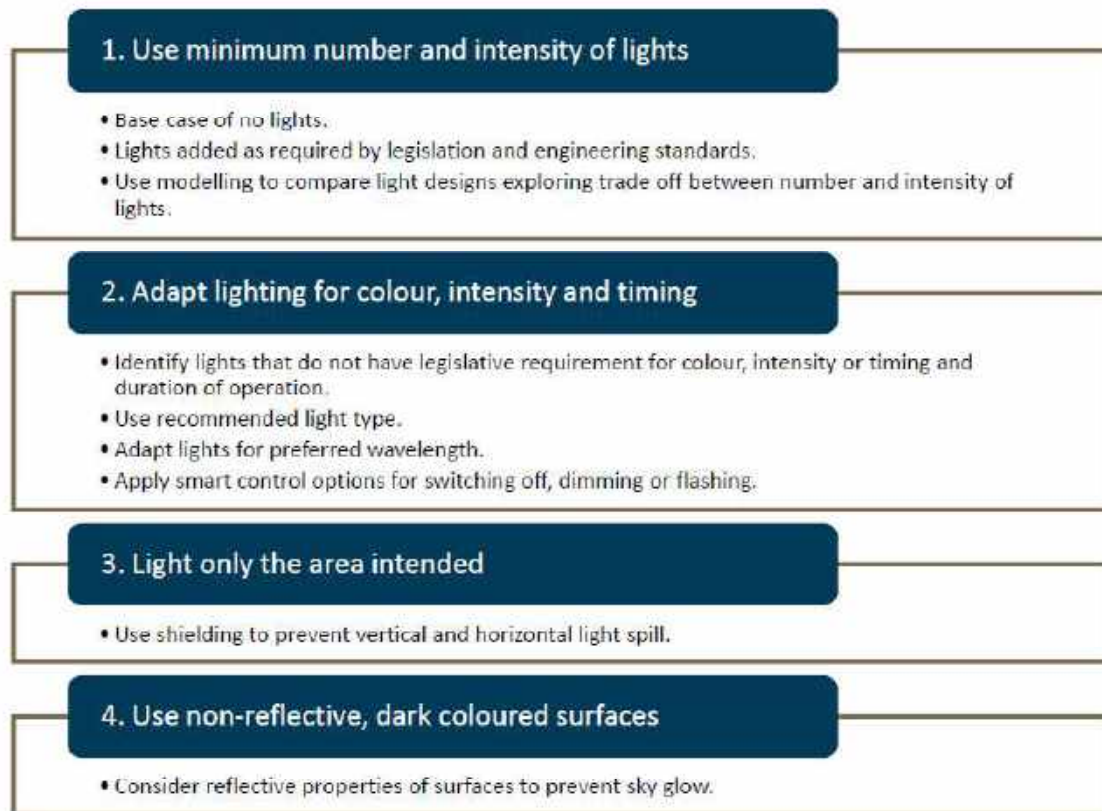 1. Use minimum number and intensity of lights
• Base case of no lights.
• Lights added as required by legislation and engineering standards.
• Use modelling to compare light designs exploring trade off between number and intensity of
lights.
2. Adapt lighting for colour, intensity and timing
• Identify lights that do not have legislative requirement for colour, intensity or timing and
duration of operation.
• Use recommended light type.
• Adapt lights for preferred wavelength.
• Apply smart control options for switching off, dimming or flashing.
3. Light only the area intended
• Use shielding to prevent vertical and horizontal light spill.
4. Use non-reflective, dark coloured surfaces
• Consider reflective properties of surfaces to prevent sky glow.